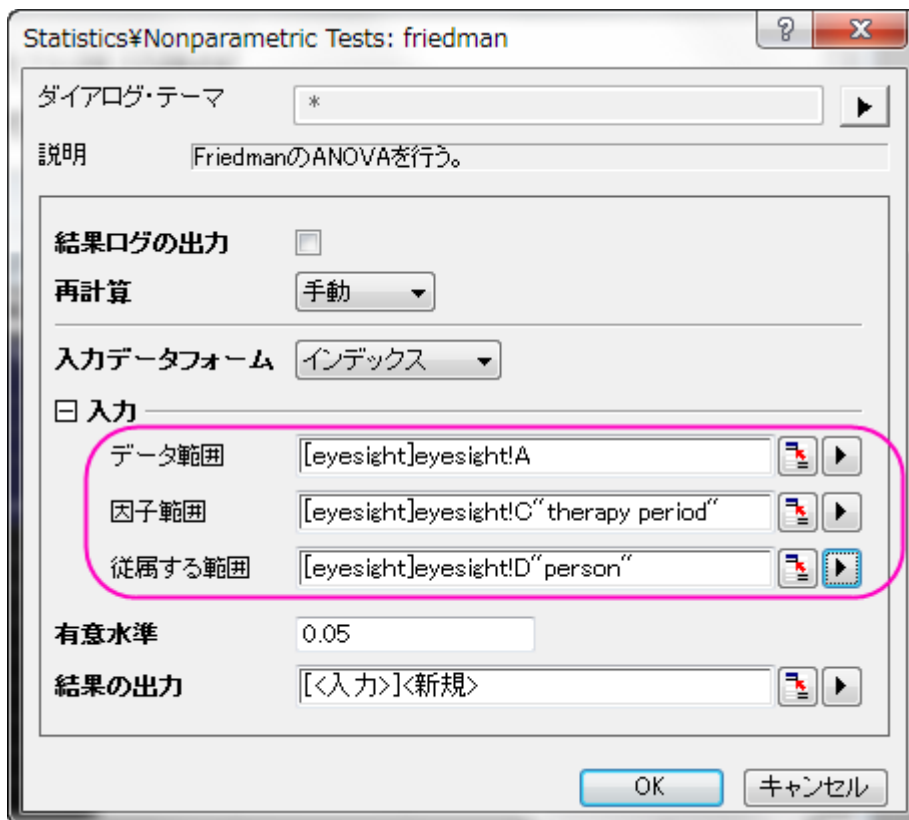 Statistics¥Nonparametric Tests: friedman
ダイアログ・テーマ *
説明 FriedmanのANOVAを行う。
結果ログの出力
再計算 手動
入力データフォーム インデックス
入力
データ範囲 [eyesight]eyesight!A
因子範囲 [eyesight]eyesight!C"therapy period"
従属する範囲 [eyesight]eyesight!D"person"
有意水準 0.05
結果の出力 [<入力>]<新規>
OK キャンセル